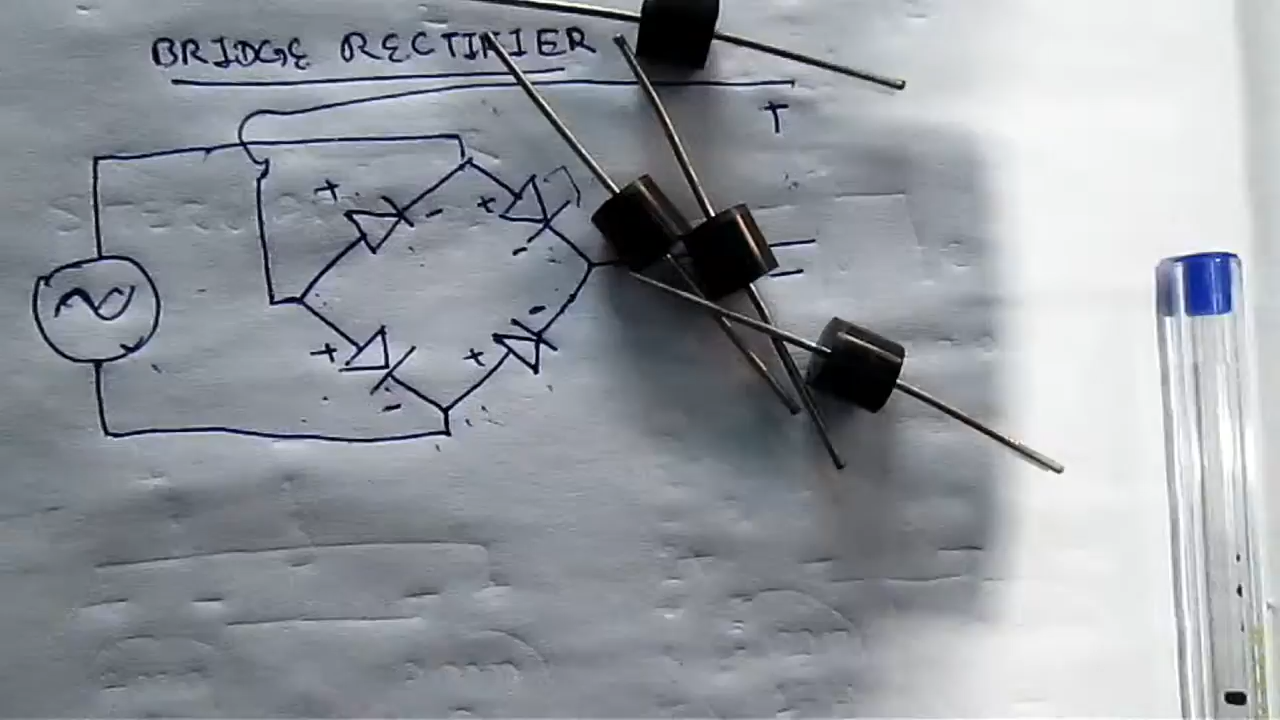 BRIDGE RECTIFIER
+
+ - + -
+ - + -